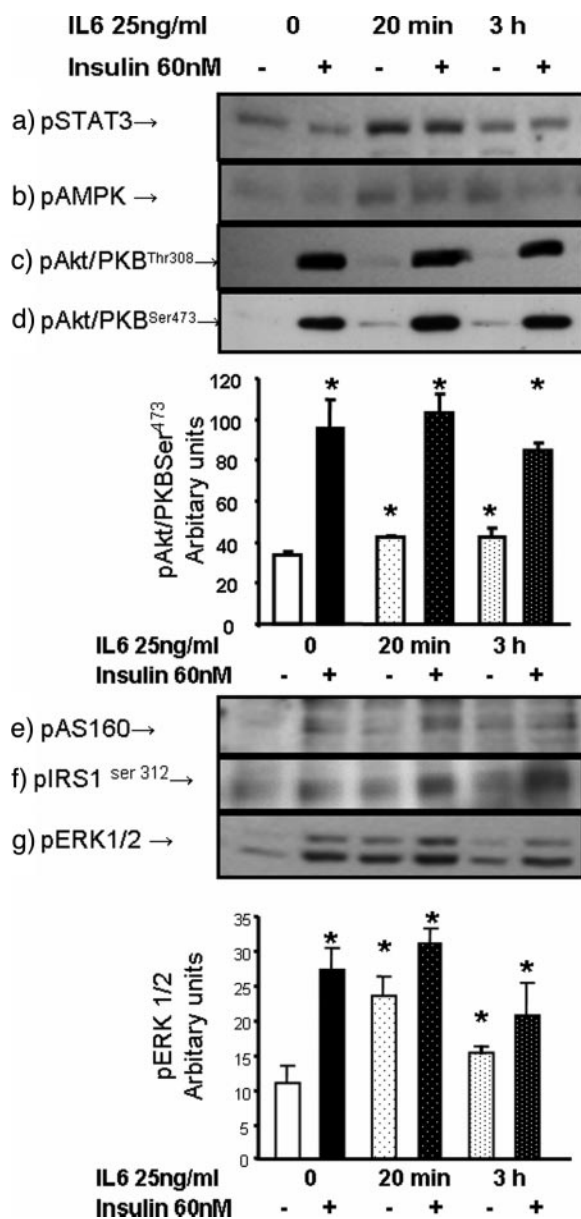 IL6 25ng/ml 0 20 min 3 h
Insulin 60nM - + - + - +
a) pSTAT3→
b) pAMPK →
c) pAkt/PKBThr308→
d) pAkt/PKBSer473→
pAkt/PKBSer473
Arbitary units
120
100
80
60
40
20
0
* * * * *
IL6 25ng/ml 0 20 min 3 h
Insulin 60nM - + - + - +
e) pAS160→
f) pIRS1 ser 312→
g) pERK1/2 →
pERK 1/2
Arbitary units
35
30
25
20
15
10
5
0
* * * * *
IL6 25ng/ml 0 20 min 3 h
Insulin 60nM - + - + - +